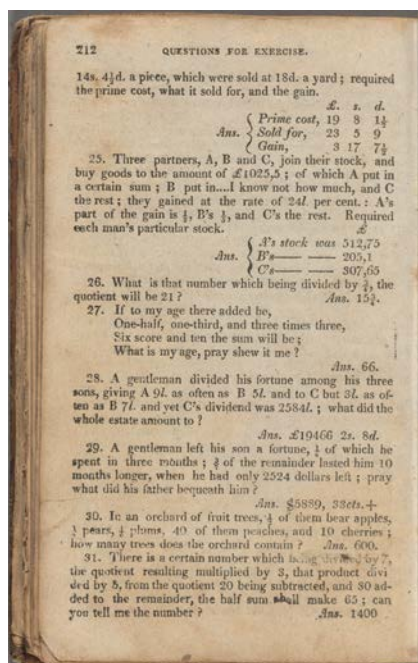 212 QUESTIONS FOR EXERCISE.
14s. 4½d. a piece, which were sold at 18d. a yard; required
the prime cost, what it sold for, and the gain.
£. s. d.
Ans. { Prime cost, 19 8 1½
Sold for, 23 5 9
Gain, 3 17 7½
25. Three partners, A, B and C, join their stock, and
buy goods to the amount of £1025,5; of which A put in
a certain sum; B put in....I know not how much, and C
the rest; they gained at the rate of 24l. per cent.: A's
part of the gain is ½, B's ⅕, and C's the rest. Required
each man's particular stock. £
Ans. { A's stock was 512,75
B's—— —— 205,1
C's—— —— 307,65
26. What is that number which being divided by ¾, the
quotient will be 21? Ans. 15¾.
27. If to my age there added be,
One-half, one-third, and three times three,
Six score and ten the sum will be;
What is my age, pray shew it me?
Ans. 66.
28. A gentleman divided his fortune among his three
sons, giving A 9l. as often as B 5l. and to C but 3l. as of-
ten as B 7l. and yet C's dividend was 2584l.; what did the
whole estate amount to?
Ans. £19466 2s. 8d.
29. A gentleman left his son a fortune, of which he
spent in three months; of the remainder lasted him 10
months longer, when he had only 2524 dollars left; pray
what did his father bequeath him?
Ans. $5889, 33cts.+
30. In an orchard of fruit trees, ½ of them bear apples,
pears, plums, 40 of them peaches, and 10 cherries;
how many trees does the orchard contain? Ans. 600.
31. There is a certain number which being divided by 7,
the quotient resulting multiplied by 3, that product divi
ded by 5, from the quotient 20 being subtracted, and 30 ad-
ded to the remainder, the half sum shall make 65; can
you tell me the number? Ans. 1400